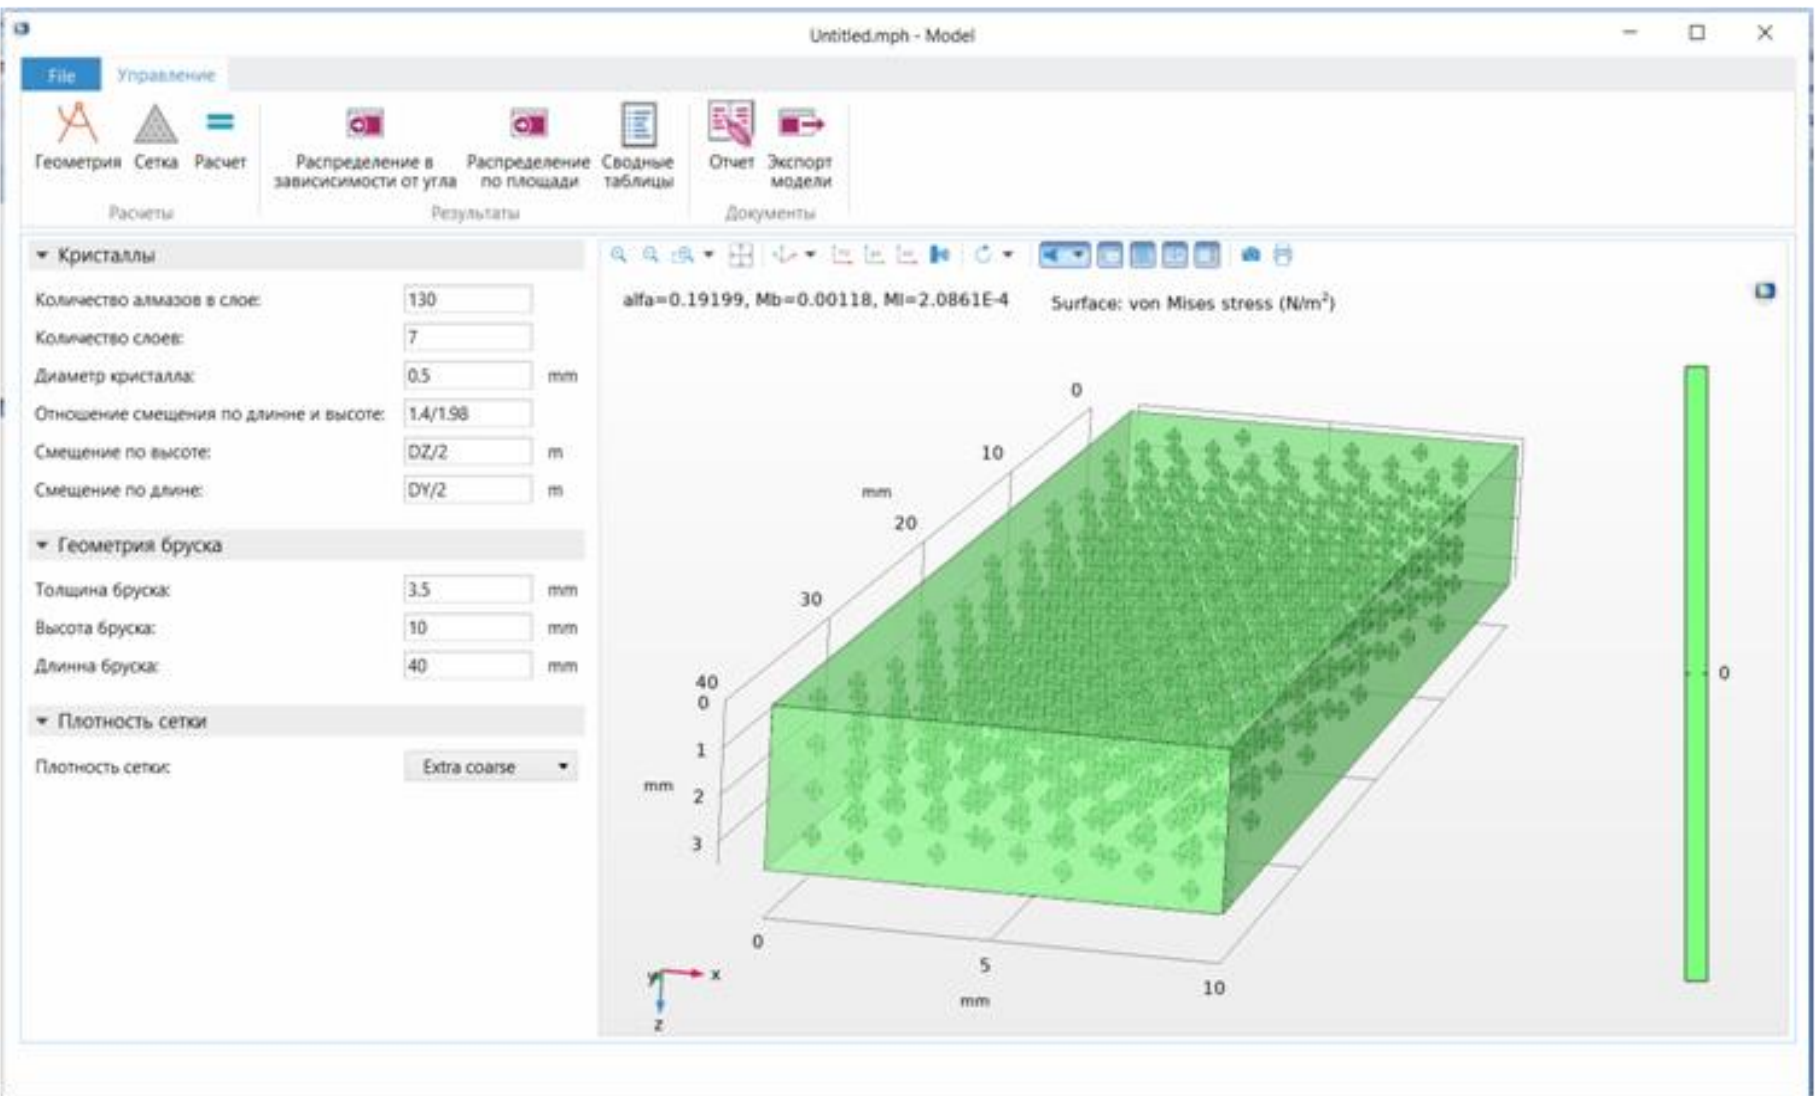 Untitled.mph - Model
File Управление
Геометрия Сетка Расчет
Распределение в
зависисимости от угла
Распределение
по площади
Сводные
таблицы
Отчет
Экспорт
модели
Расчеты Результаты Документы
Кристаллы
Количество алмазов в слое: 130
Количество слоев: 7
Диаметр кристалла: 0.5 mm
Отношение смещения по длинне и высоте: 1.4/1.98
Смещение по высоте: DZ/2 m
Смещение по длине: DY/2 m
Геометрия бруска
Толщина бруска: 3.5 mm
Высота бруска: 10 mm
Длинна бруска: 40 mm
Плотность сетки
Плотность сетки: Extra coarse
alfa=0.19199, Mb=0.00118, Ml=2.0861E-4 Surface: von Mises stress (N/m²)
0
10
mm
20
30
40
0
1
mm
2
3
0
5
mm
10
0
y x
z